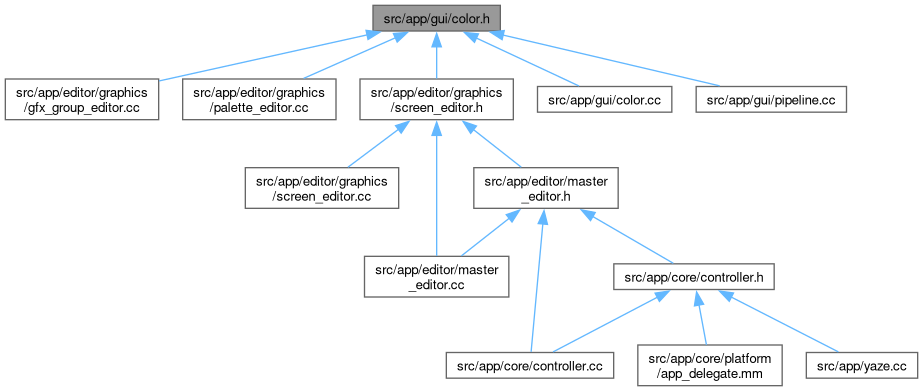 src/app/gui/color.h
src/app/editor/graphics
/gfx_group_editor.cc
src/app/editor/graphics
/palette_editor.cc
src/app/editor/graphics
/screen_editor.h
src/app/gui/color.cc
src/app/gui/pipeline.cc
src/app/editor/graphics
/screen_editor.cc
src/app/editor/master
_editor.h
src/app/editor/master
_editor.cc
src/app/core/controller.h
src/app/core/controller.cc
src/app/core/platform
/app_delegate.mm
src/app/yaze.cc